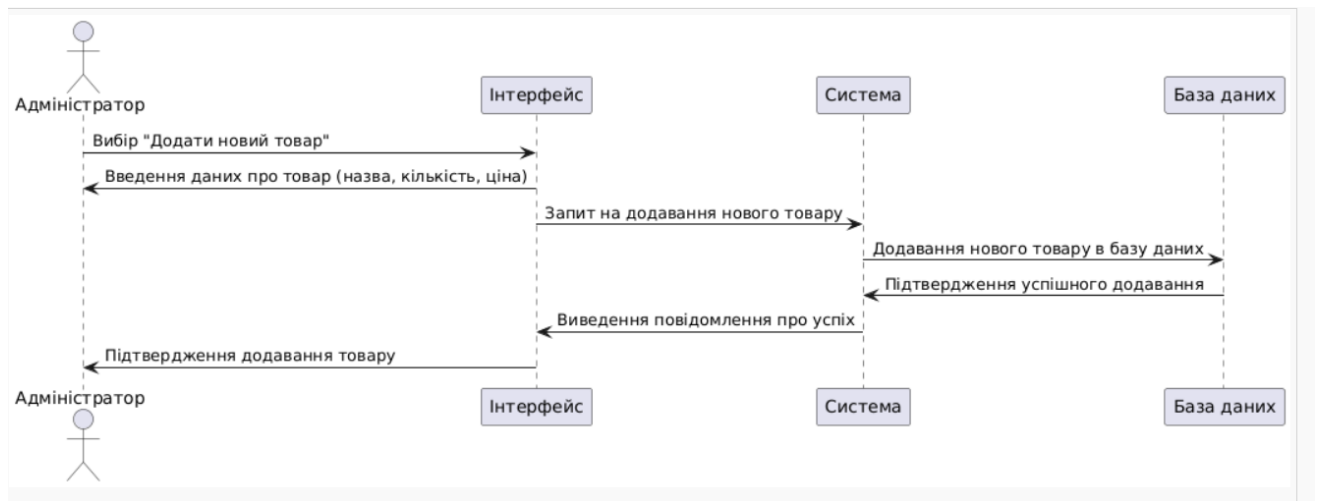 Адміністратор
Інтерфейс
Система
База даних
Вибір "Додати новий товар"
Введення даних про товар (назва, кількість, ціна)
Запит на додавання нового товару
Додавання нового товару в базу даних
Підтвердження успішного додавання
Виведення повідомлення про успіх
Підтвердження додавання товару
Адміністратор
Інтерфейс
Система
База даних